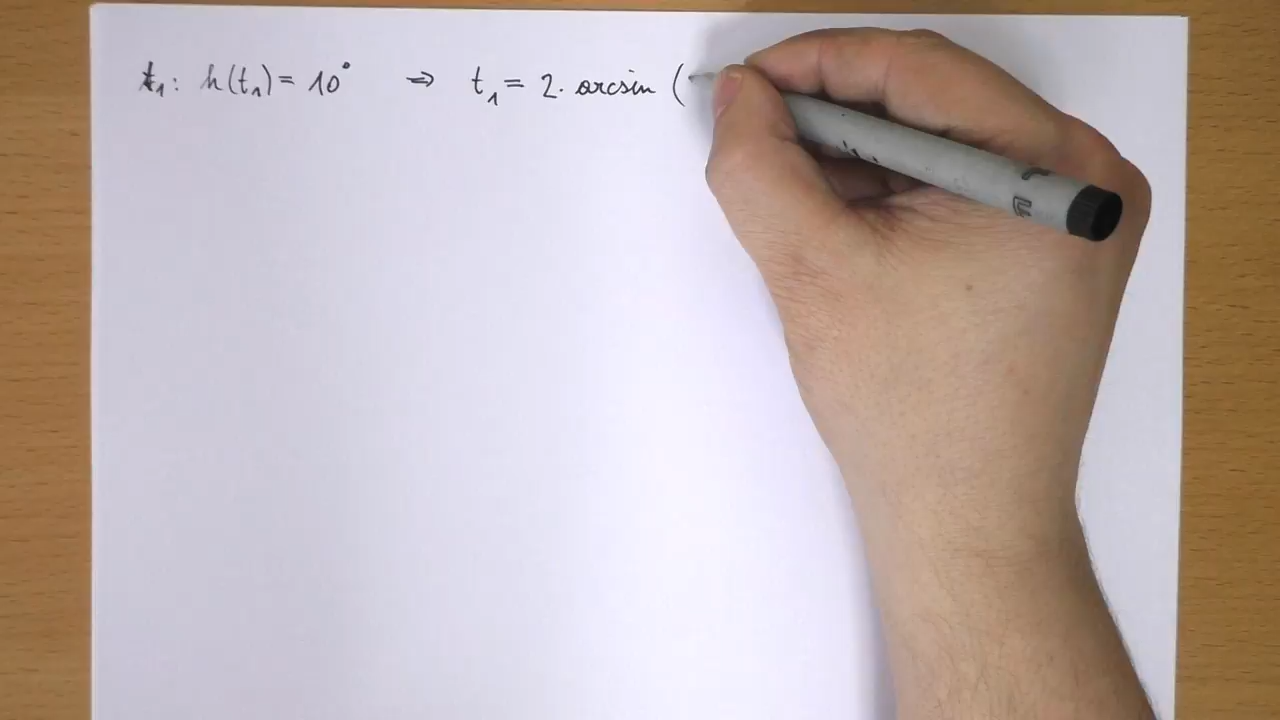 t₁: h(t₁) = 10° ⇒ t₁ = 2 · arcsin (